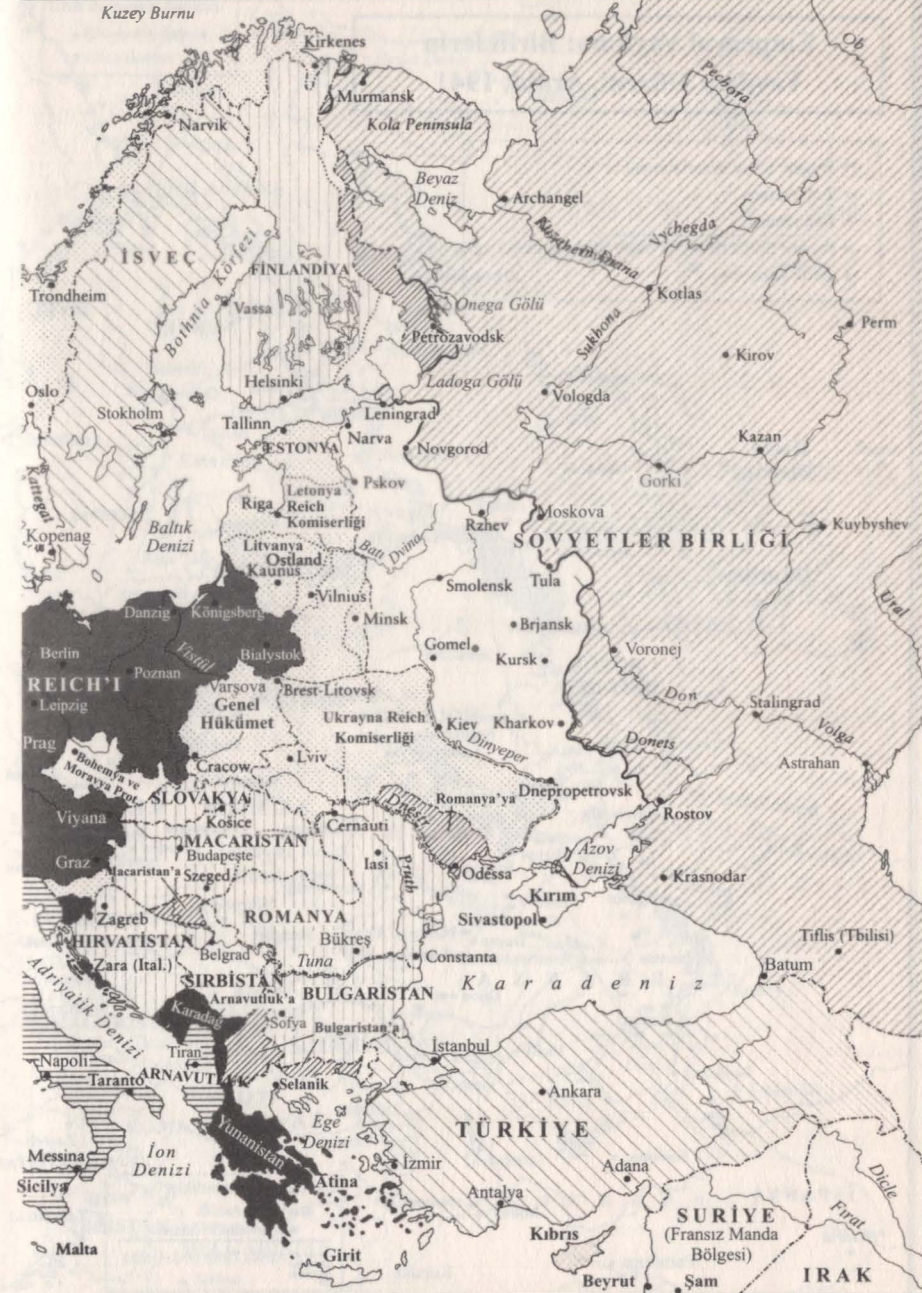 Kuzey Burnu
Kirkenes
Ob
Pechora
Murmansk
Kola Peninsula
Narvik
Beyaz
Deniz
Archangel
Northern Dvina
Vychegda
İSVEÇ
Bothnia Körfezi
FİNLANDİYA
Trondheim
Vassa
Onega Gölü
Kotlas
Sukhona
Perm
Petrozavodsk
Kirov
Helsinki
Ladoga Gölü
Oslo
Vologda
Stokholm
Leningrad
Tallinn
Narva
ESTONYA
Novgorod
Kazan
Kattegat
Pskov
Gorki
Letonya
Reich
Komiserliği
Riga
Rzhev
Moskova
Kuybyshev
Kopenag
Baltık
Denizi
Batı Dvina
SOVYETLER BİRLİĞİ
Litvanya
Ostland
Kaunus
Smolensk
Tula
Ural
Vilnius
Danzig
Königsberg
Minsk
Brjansk
Berlin
Vistül
Bialystok
Gomel
Kursk
Voronej
Poznan
REICH'I
Varşova
Brest-Litovsk
Don
Genel
Hükümet
Leipzig
Ukrayna Reich
Komiserliği
Kiev
Kharkov
Stalingrad
Volga
Prag
Dinyeper
Donets
Lviv
Astrahan
Bohemya ve
Moravya Prot.
Cracow
Dnepropetrovsk
SLOVAKYA
Dnestr
Romanya'ya
Rostov
Viyana
Košice
Cernauti
MACARİSTAN
Budapeşte
Azov
Denizi
Graz
Iasi
Macaristan'a
Szeged
Pruth
Odessa
Krasnodar
Kırım
Zagreb
ROMANYA
Sivastopol
HIRVATİSTAN
Bükreş
Tiflis (Tbilisi)
Belgrad
Tuna
Zara (Ital.)
Constanta
Batum
SIRBİSTAN
Karadeniz
Adriyatik Denizi
Arnavutluk'a
BULGARİSTAN
Karadağ
Sofya
Bulgaristan'a
İstanbul
Tiran
Napoli
Taranto
ARNAVUTLUK
Selanik
Ankara
Ege
Denizi
TÜRKİYE
Yunanistan
Messina
İon
Denizi
İzmir
Adana
Sicilya
Atina
Antalya
Dicle
SURİYE
(Fransız Manda
Bölgesi)
Fırat
Kıbrıs
Malta
Girit
IRAK
Beyrut
Şam